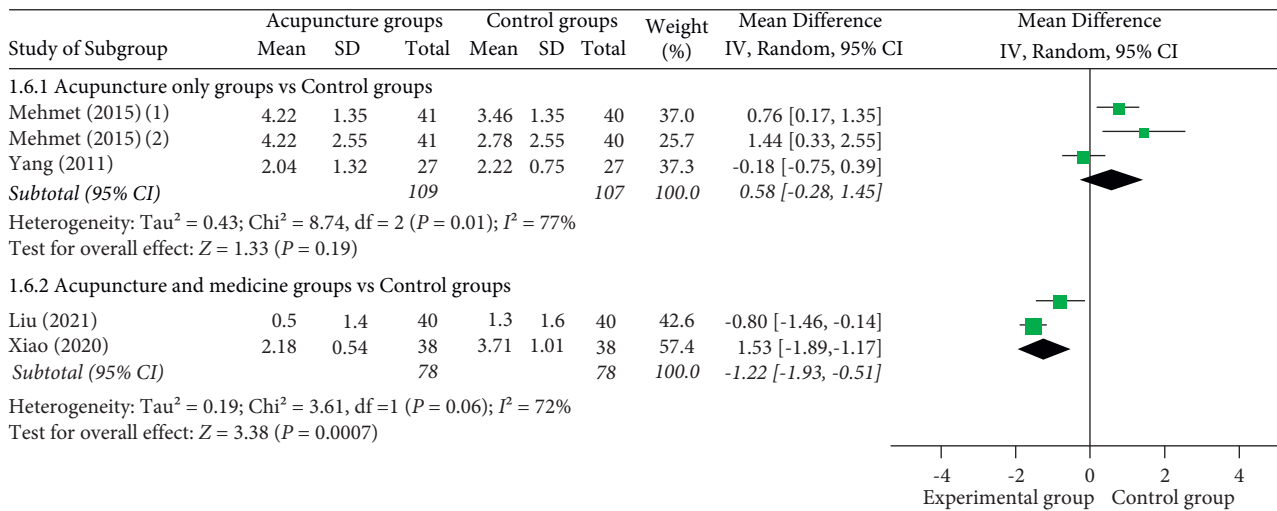 Acupuncture groups Control groups Weight (%) Mean Difference Mean Difference
Study of Subgroup Mean SD Total Mean SD Total IV, Random, 95% CI IV, Random, 95% CI
1.6.1 Acupuncture only groups vs Control groups
Mehmet (2015) (1) 4.22 1.35 41 3.46 1.35 40 37.0 0.76 [0.17, 1.35]
Mehmet (2015) (2) 4.22 2.55 41 2.78 2.55 40 25.7 1.44 [0.33, 2.55]
Yang (2011) 2.04 1.32 27 2.22 0.75 27 37.3 -0.18 [-0.75, 0.39]
Subtotal (95% CI) 109 107 100.0 0.58 [-0.28, 1.45]
Heterogeneity: Tau² = 0.43; Chi² = 8.74, df = 2 (P = 0.01); I² = 77%
Test for overall effect: Z = 1.33 (P = 0.19)
1.6.2 Acupuncture and medicine groups vs Control groups
Liu (2021) 0.5 1.4 40 1.3 1.6 40 42.6 -0.80 [-1.46, -0.14]
Xiao (2020) 2.18 0.54 38 3.71 1.01 38 57.4 1.53 [-1.89,-1.17]
Subtotal (95% CI) 78 78 100.0 -1.22 [-1.93, -0.51]
Heterogeneity: Tau² = 0.19; Chi² = 3.61, df =1 (P = 0.06); I² = 72%
Test for overall effect: Z = 3.38 (P = 0.0007)
-4 -2 0 2 4
Experimental group Control group